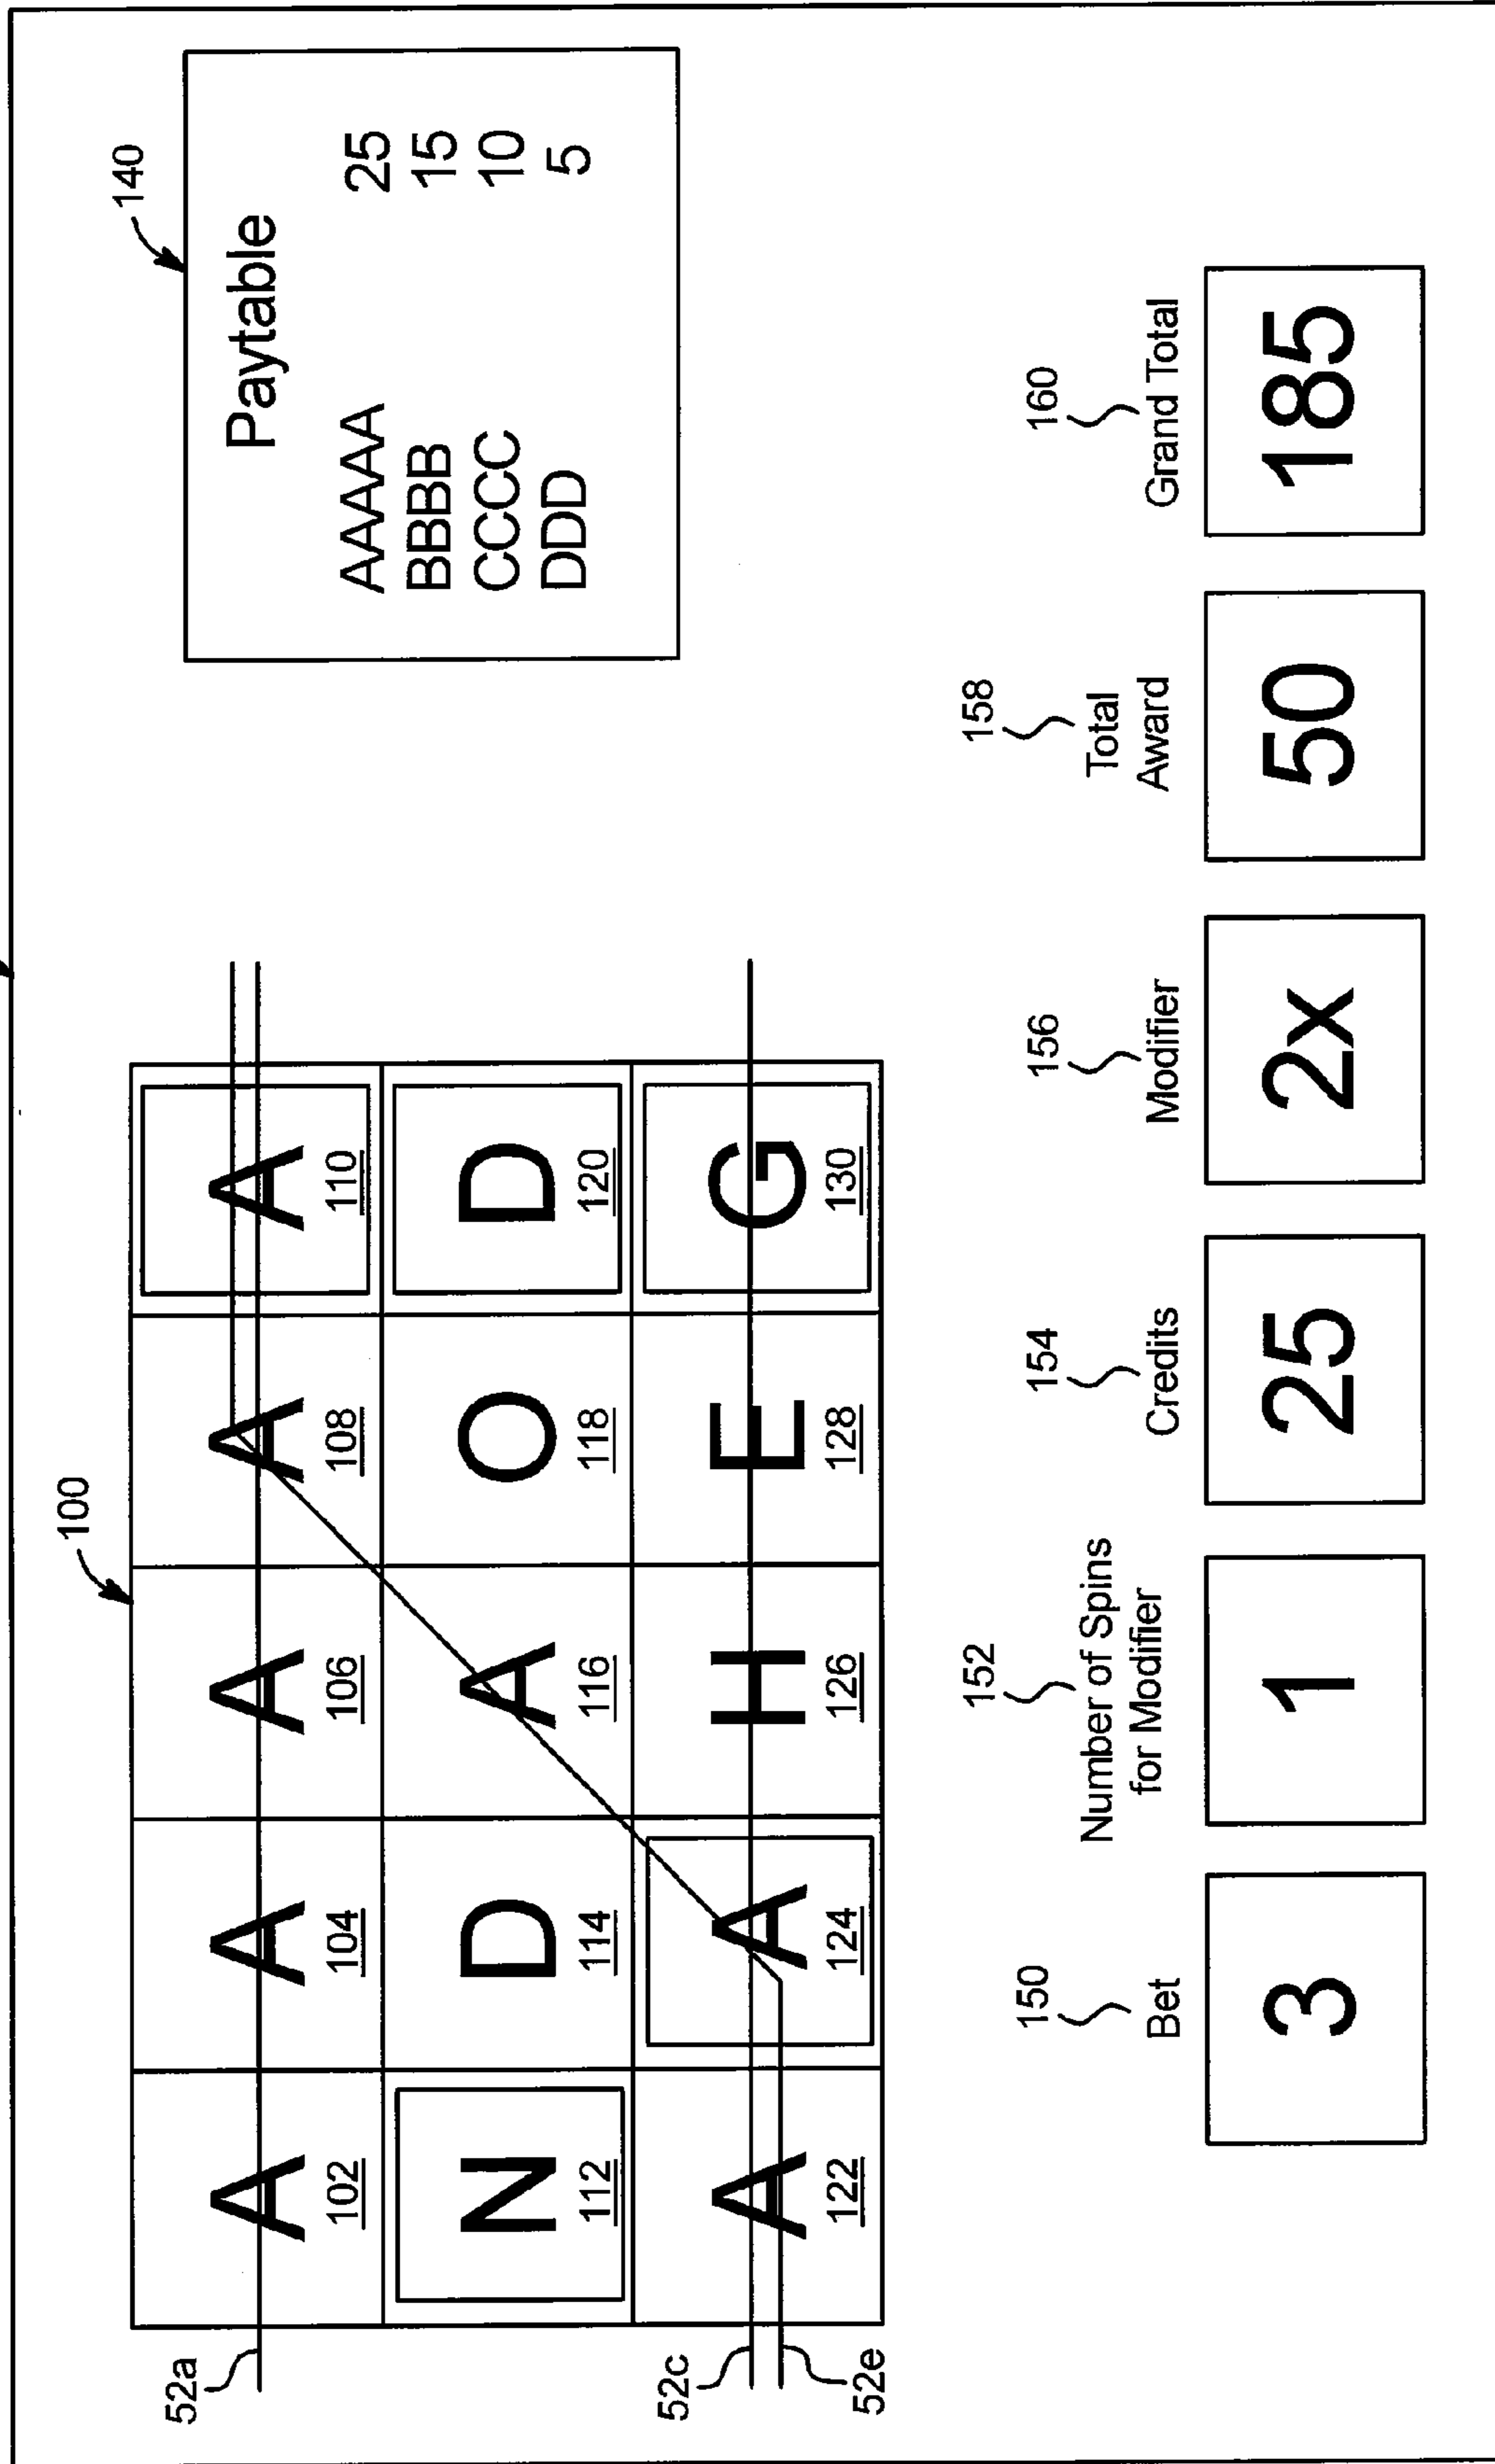 100
140
52a
A A A A A
102 104 106 108 110
N D A O D
112 114 116 118 120
52c
52e
A A H E G
122 124 126 128 130
Paytable
AAAAA 25
BBBB 15
CCCC 10
DDD 5
150
Bet
3
152
Number of Spins
for Modifier
1
154
Credits
25
156
Modifier
2x
158
Total
Award
50
160
Grand Total
185